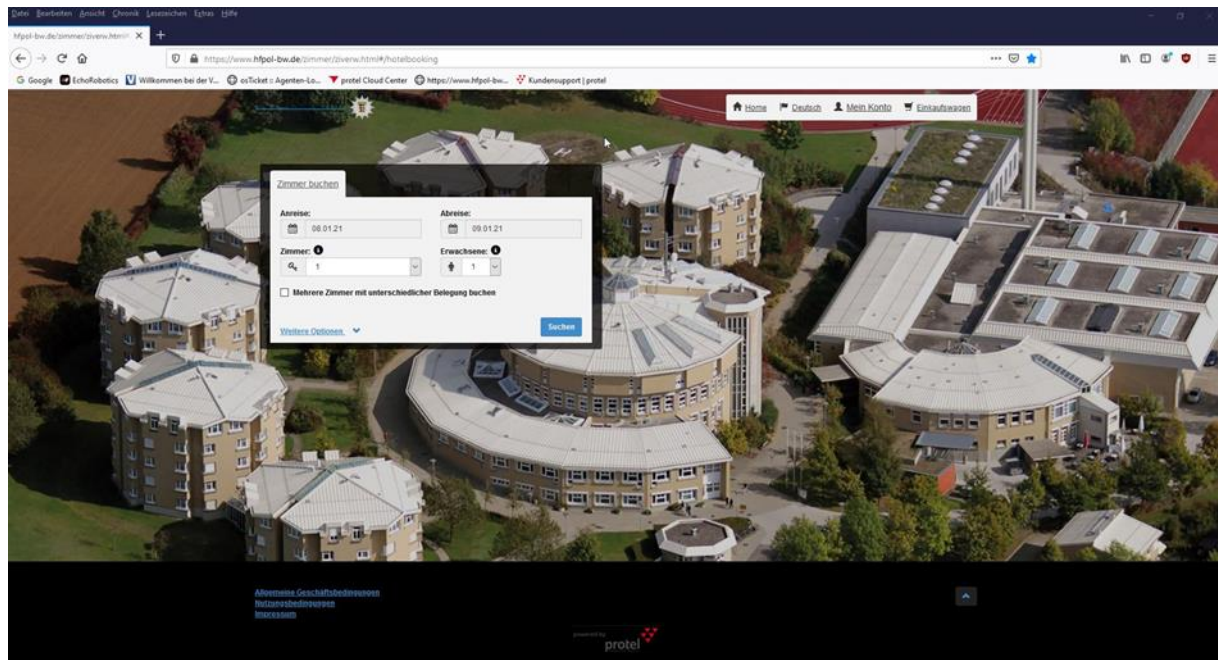 Datei Bearbeiten Ansicht Chronik Lesezeichen Extras Hilfe
hfpol-bw.de/zimmer/ziverw.html
https://www.hfpol-bw.de/zimmer/ziverw.html#/hotelbooking
Google EchoRobotics Willkommen bei der V... osTicket :: Agenten-Lo... protel Cloud Center https://www.hfpol-bw... Kundensupport | protel
Home Deutsch Mein Konto Einkaufswagen
Zimmer buchen
Anreise: Abreise:
08.01.21 09.01.21
Zimmer: Erwachsene:
1 1
Mehrere Zimmer mit unterschiedlicher Belegung buchen
Weitere Optionen Suchen
Allgemeine Geschäftsbedingungen
Nutzungsbedingungen
Impressum
powered by
protel